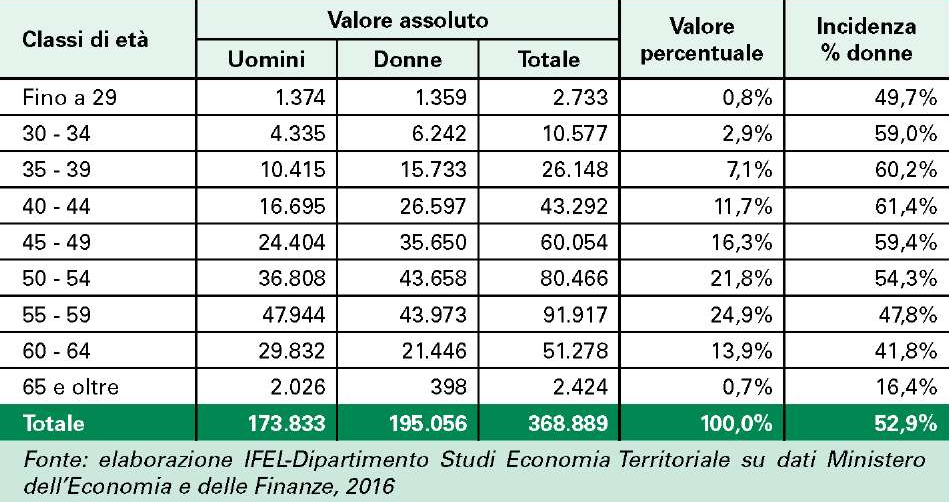 Classi di età Valore assoluto Valore percentuale Incidenza % donne
Uomini Donne Totale
Fino a 29 1.374 1.359 2.733 0,8% 49,7%
30 - 34 4.335 6.242 10.577 2,9% 59,0%
35 - 39 10.415 15.733 26.148 7,1% 60,2%
40 - 44 16.695 26.597 43.292 11,7% 61,4%
45 - 49 24.404 35.650 60.054 16,3% 59,4%
50 - 54 36.808 43.658 80.466 21,8% 54,3%
55 - 59 47.944 43.973 91.917 24,9% 47,8%
60 - 64 29.832 21.446 51.278 13,9% 41,8%
65 e oltre 2.026 398 2.424 0,7% 16,4%
Totale 173.833 195.056 368.889 100,0% 52,9%
Fonte: elaborazione IFEL-Dipartimento Studi Economia Territoriale su dati Ministero
dell'Economia e delle Finanze, 2016